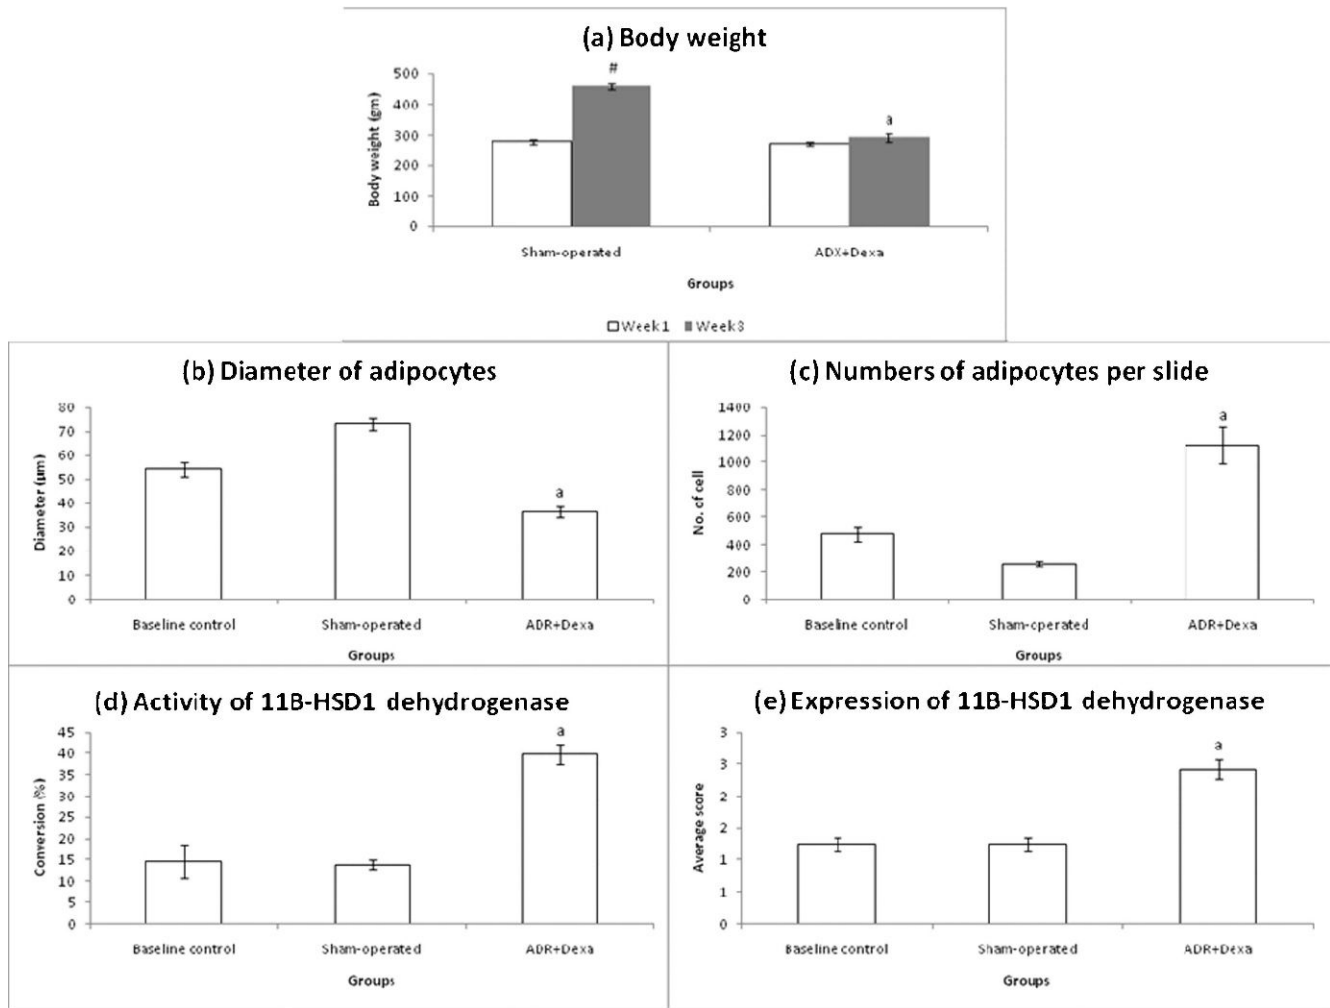 (a) Body weight
#
a
500
400
300
200
100
0
Body weight (gm)
Sham-operated ADX+Dexa
Groups
Week1 Week8
(b) Diameter of adipocytes
80
70
60
50
40
30
20
10
0
Diameter (µm)
a
Baseline control Sham-operated ADR+Dexa
Groups
(c) Numbers of adipocytes per slide
1400
1200
1000
800
600
400
200
0
No. of cell
a
Baseline control Sham-operated ADR+Dexa
Groups
(d) Activity of 11B-HSD1 dehydrogenase
45
40
35
30
25
20
15
10
5
0
Conversion (%)
a
Baseline control Sham-operated ADR+Dexa
Groups
(e) Expression of 11B-HSD1 dehydrogenase
3
3
2
2
1
1
0
Average score
a
Baseline control Sham-operated ADR+Dexa
Groups